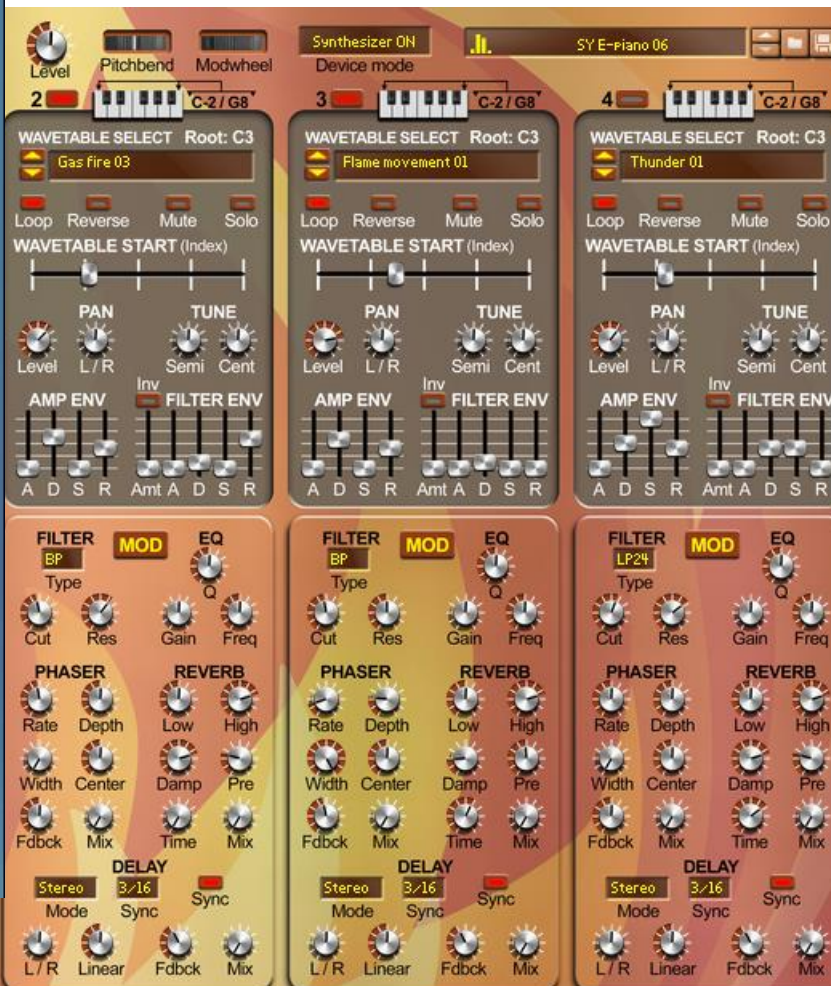 Synthesizer ON SY E-piano 06
Level Pitchbend Modwheel Device mode
2 C-2 / G8 3 C-2 / G8 4 C-2 / G8
WAVETABLE SELECT Root: C3 WAVETABLE SELECT Root: C3 WAVETABLE SELECT Root: C3
Gas fire 03 Flame movement 01 Thunder 01
Loop Reverse Mute Solo Loop Reverse Mute Solo Loop Reverse Mute Solo
WAVETABLE START (Index) WAVETABLE START (Index) WAVETABLE START (Index)
PAN TUNE PAN TUNE PAN TUNE
Level L / R Semi Cent Level L / R Semi Cent Level L / R Semi Cent
Inv Inv Inv
AMP ENV FILTER ENV AMP ENV FILTER ENV AMP ENV FILTER ENV
A D S R Amt A D S R A D S R Amt A D S R A D S R Amt A D S R
FILTER MOD EQ FILTER MOD EQ FILTER MOD EQ
BP BP LP24
Type Q Type Q Type Q
Cut Res Gain Freq Cut Res Gain Freq Cut Res Gain Freq
PHASER REVERB PHASER REVERB PHASER REVERB
Rate Depth Low High Rate Depth Low High Rate Depth Low High
Width Center Damp Pre Width Center Damp Pre Width Center Damp Pre
Fdbck Mix Time Mix Fdbck Mix Time Mix Fdbck Mix Time Mix
DELAY DELAY DELAY
Stereo 3/16 Stereo 3/16 Stereo 3/16
Mode Sync Sync Mode Sync Sync Mode Sync Sync
L / R Linear Fdbck Mix L / R Linear Fdbck Mix L / R Linear Fdbck Mix